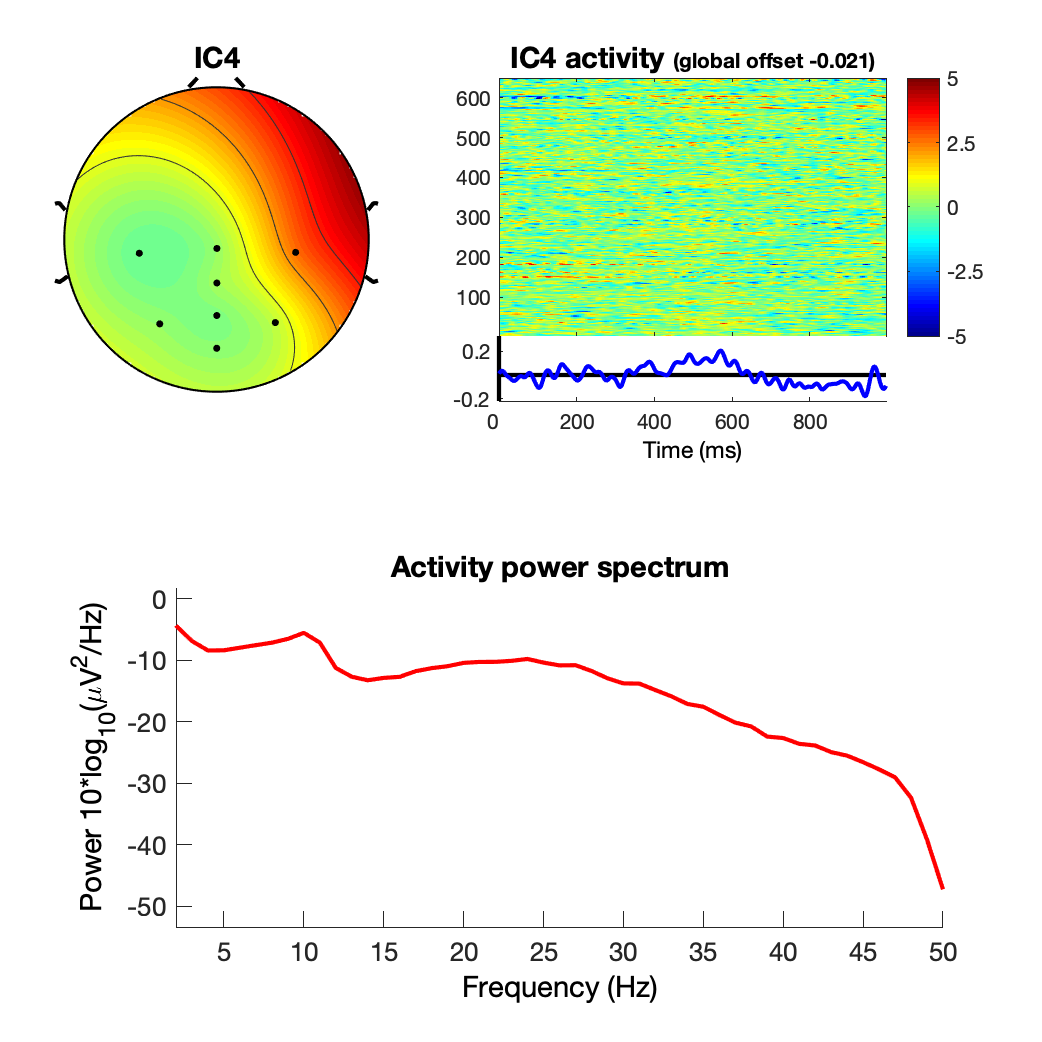 IC4
IC4 activity (global offset -0.021)
600
500
400
300
200
100
5
2.5
0
-2.5
-5
0.2
-0.2
0 200 400 600 800
Time (ms)
Activity power spectrum
Power 10*log10(μV2/Hz)
0
-10
-20
-30
-40
-50
5 10 15 20 25 30 35 40 45 50
Frequency (Hz)